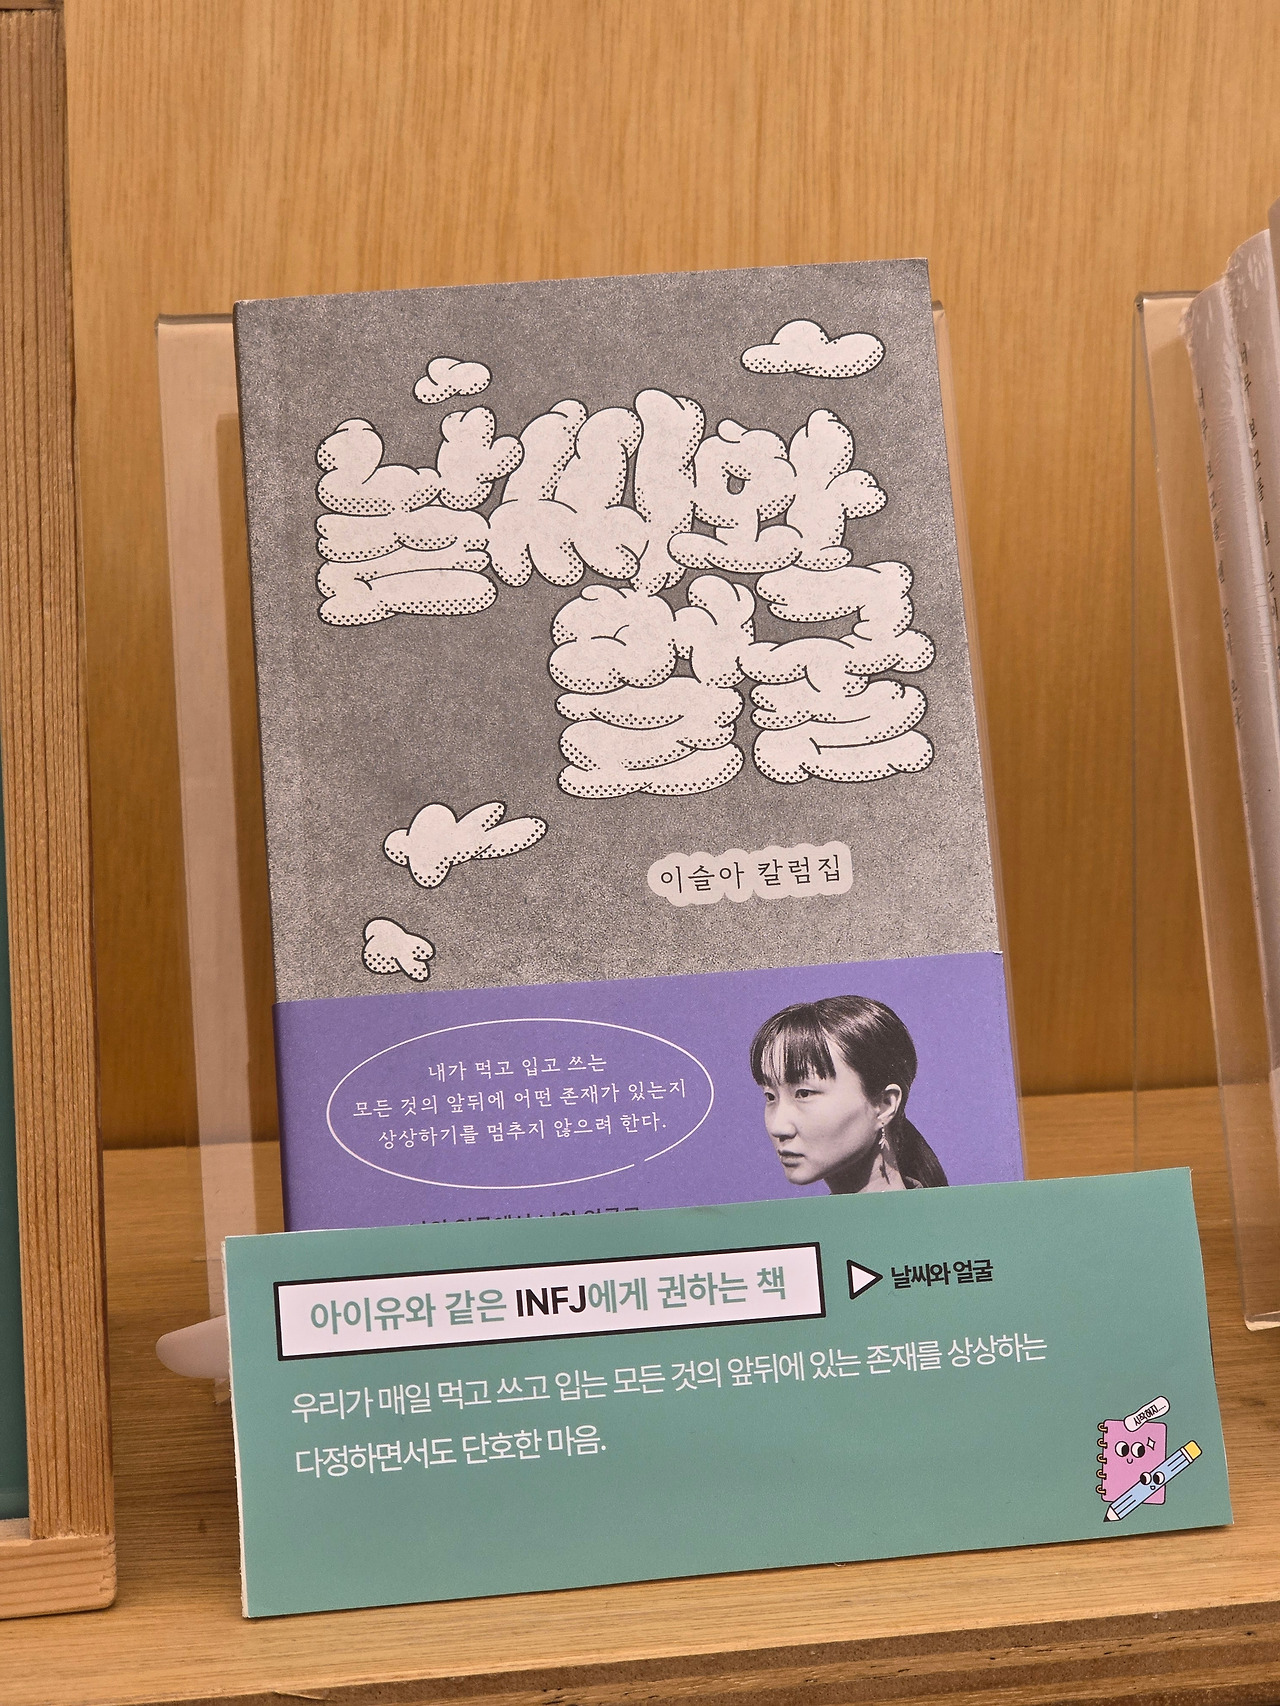 날씨와
얼굴
이슬아 칼럼집
내가 먹고 입고 쓰는
모든 것의 앞뒤에 어떤 존재가 있는지
상상하기를 멈추지 않으려 한다.
아이유와 같은 INFJ에게 권하는 책
날씨와 얼굴
우리가 매일 먹고 쓰고 입는 모든 것의 앞뒤에 있는 존재를 상상하는
다정하면서도 단호한 마음.